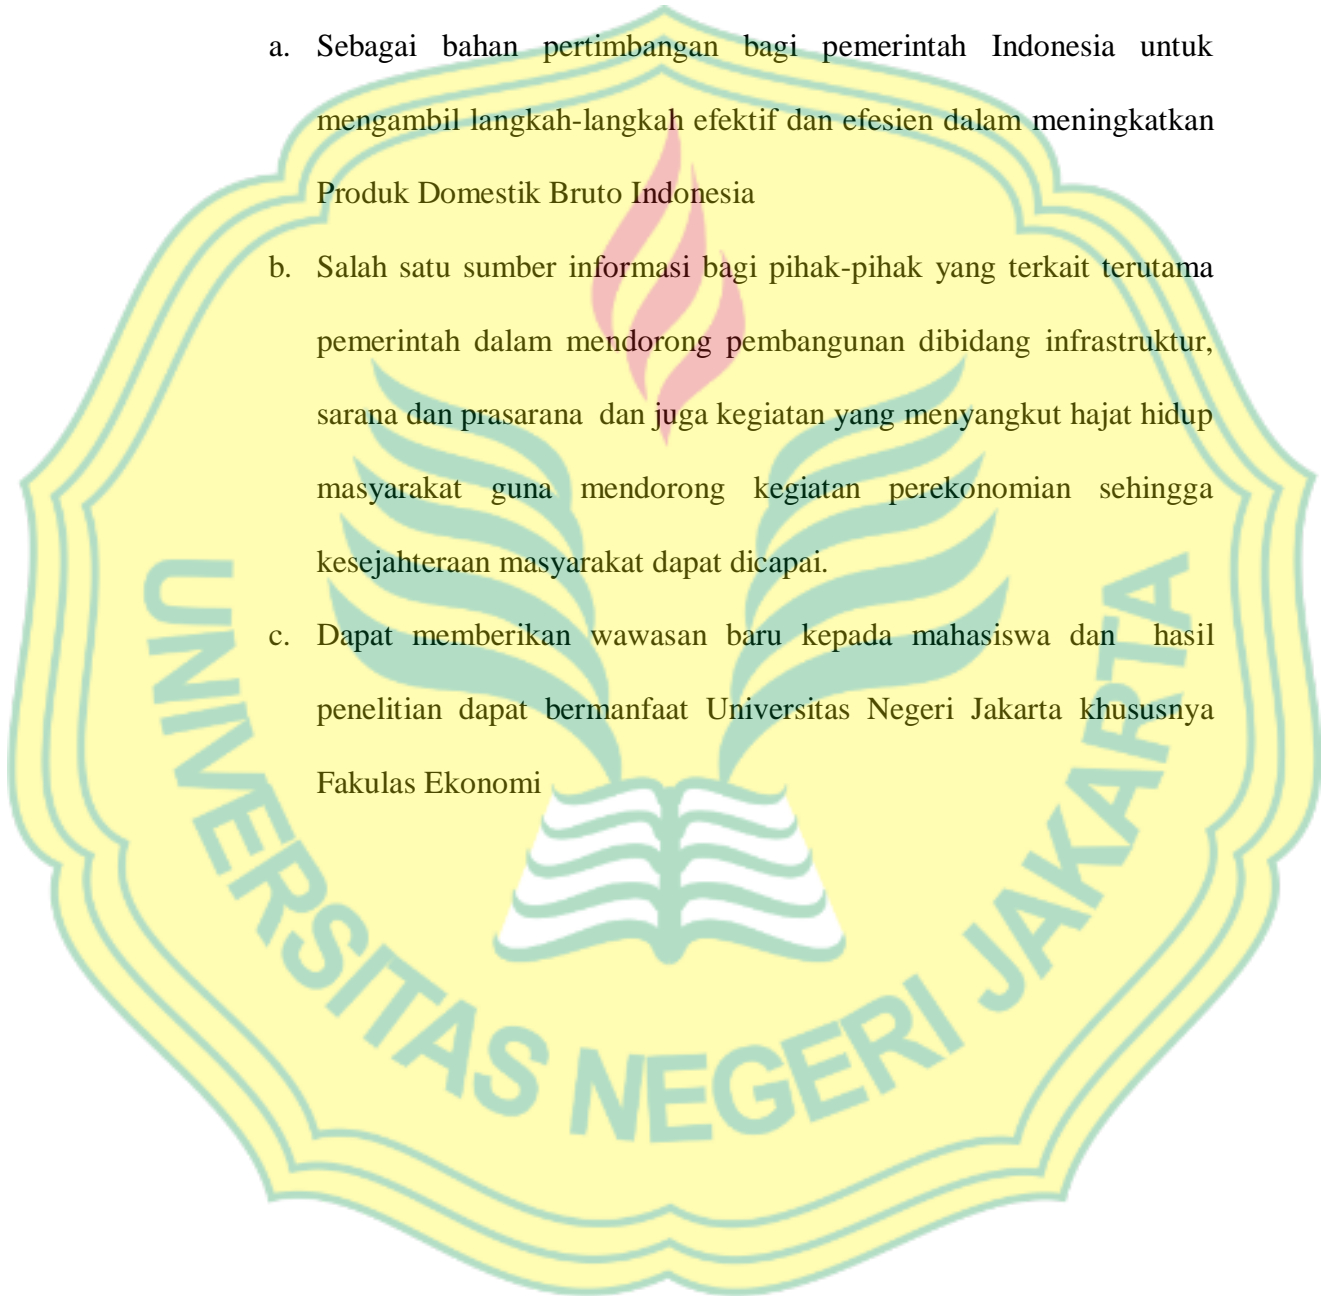 a. Sebagai bahan pertimbangan bagi pemerintah Indonesia untuk
mengambil langkah-langkah efektif dan efesien dalam meningkatkan
Produk Domestik Bruto Indonesia
b. Salah satu sumber informasi bagi pihak-pihak yang terkait terutama
pemerintah dalam mendorong pembangunan dibidang infrastruktur,
sarana dan prasarana dan juga kegiatan yang menyangkut hajat hidup
masyarakat guna mendorong kegiatan perekonomian sehingga
kesejahteraan masyarakat dapat dicapai.
c. Dapat memberikan wawasan baru kepada mahasiswa dan hasil
penelitian dapat bermanfaat Universitas Negeri Jakarta khususnya
Fakulas Ekonomi
UNIVERSITAS NEGERI JAKARTA